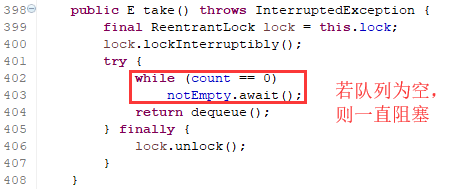 398 public E take() throws InterruptedException {
399 final ReentrantLock lock = this.lock;
400 lock.lockInterruptibly();
401 try {
402 while (count == 0)
403 notEmpty.await();
404 return dequeue();
405 } finally {
406 lock.unlock();
407 }
408 }
若队列为空，
则一直阻塞